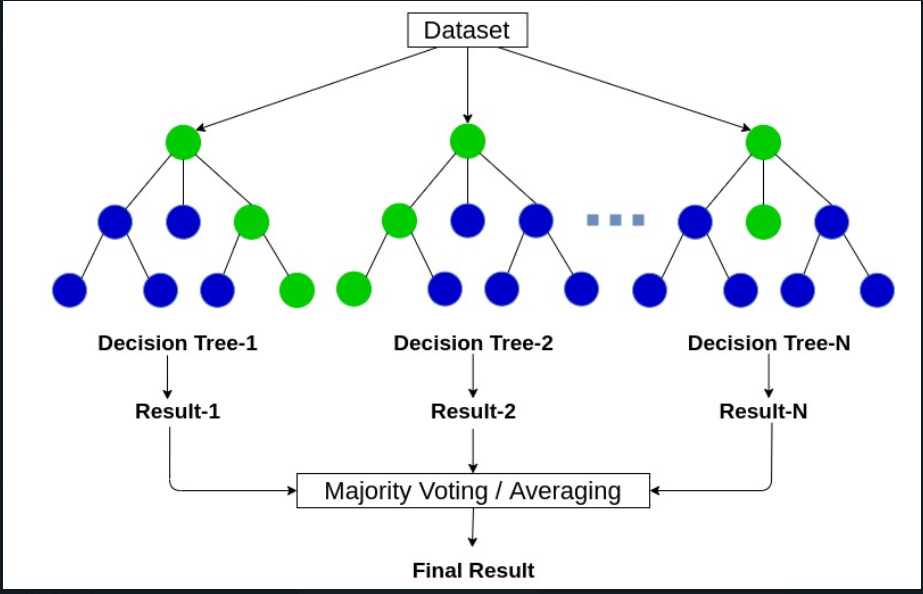 Dataset
Decision Tree-1
Decision Tree-2
Decision Tree-N
Result-1
Result-2
Result-N
Majority Voting / Averaging
Final Result